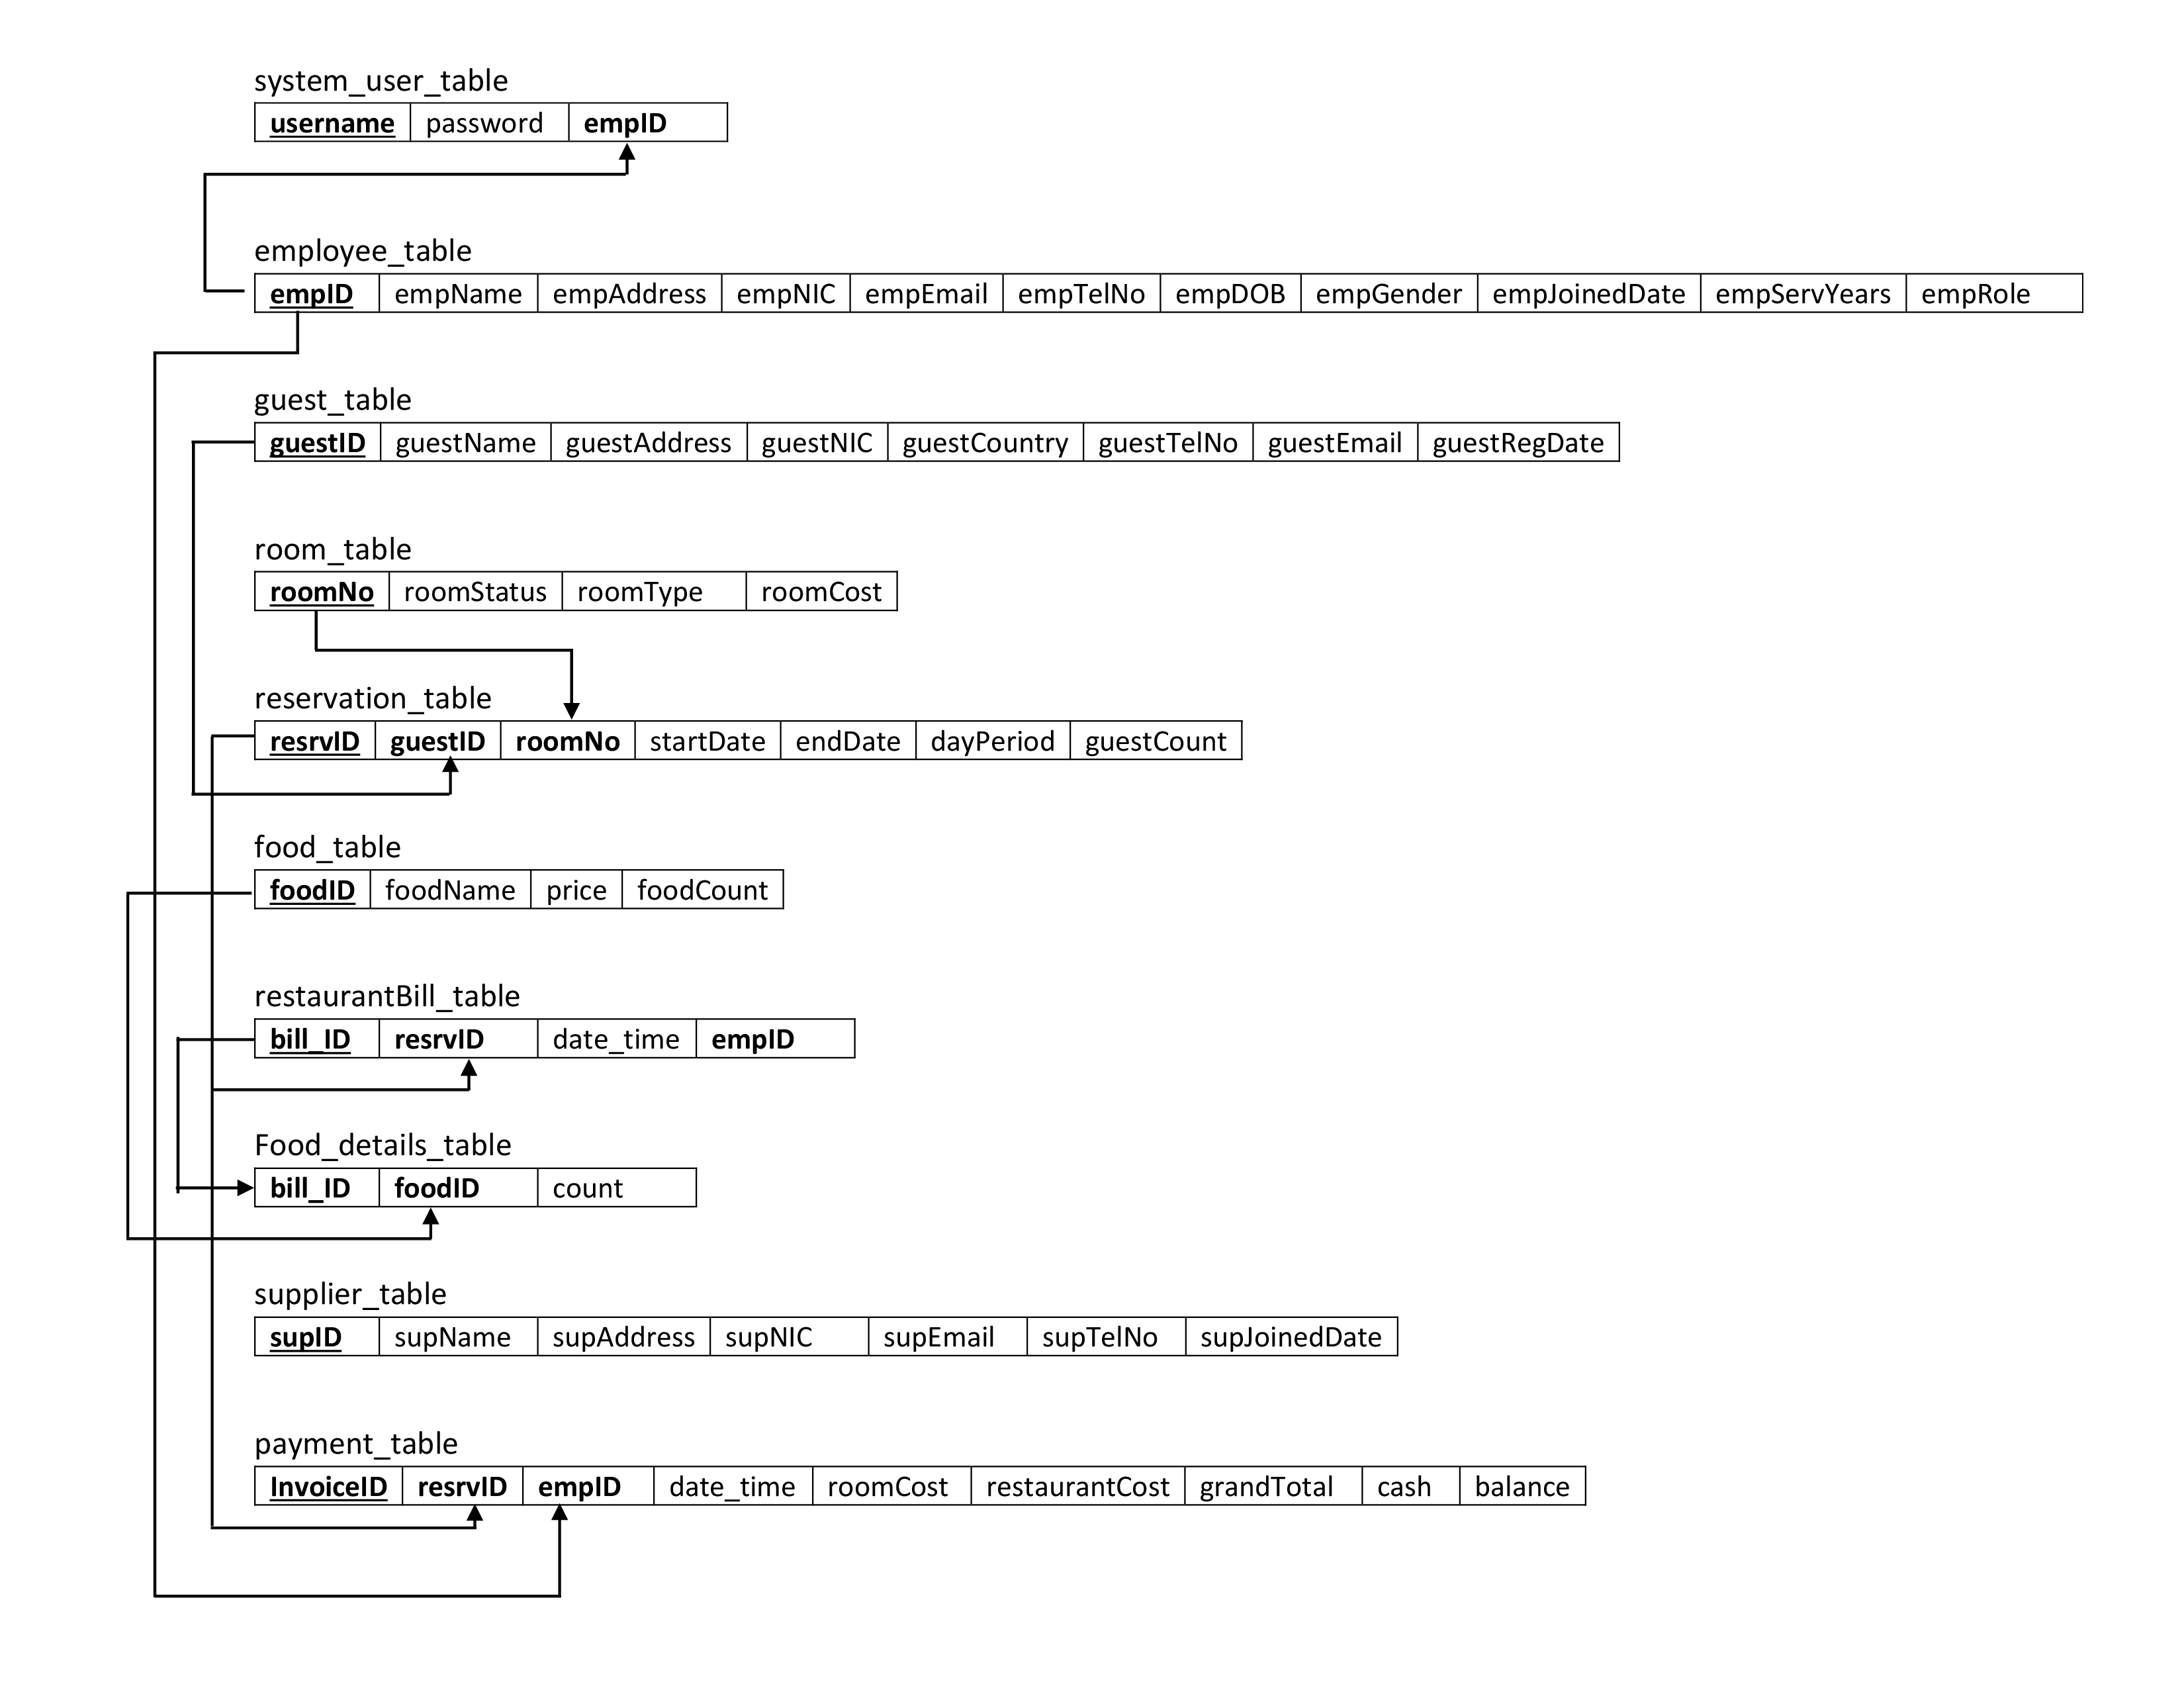 system_user_table
username password empID
employee_table
empID empName empAddress empNIC empEmail empTelNo empDOB empGender empJoinedDate empServYears empRole
guest_table
guestID guestName guestAddress guestNIC guestCountry guestTelNo guestEmail guestRegDate
room_table
roomNo roomStatus roomType roomCost
reservation_table
resrvID guestID roomNo startDate endDate dayPeriod guestCount
food_table
foodID foodName price foodCount
restaurantBill_table
bill_ID resrvID date_time empID
Food_details_table
bill_ID foodID count
supplier_table
supID supName supAddress supNIC supEmail supTelNo supJoinedDate
payment_table
InvoiceID resrvID empID date_time roomCost restaurantCost grandTotal cash balance